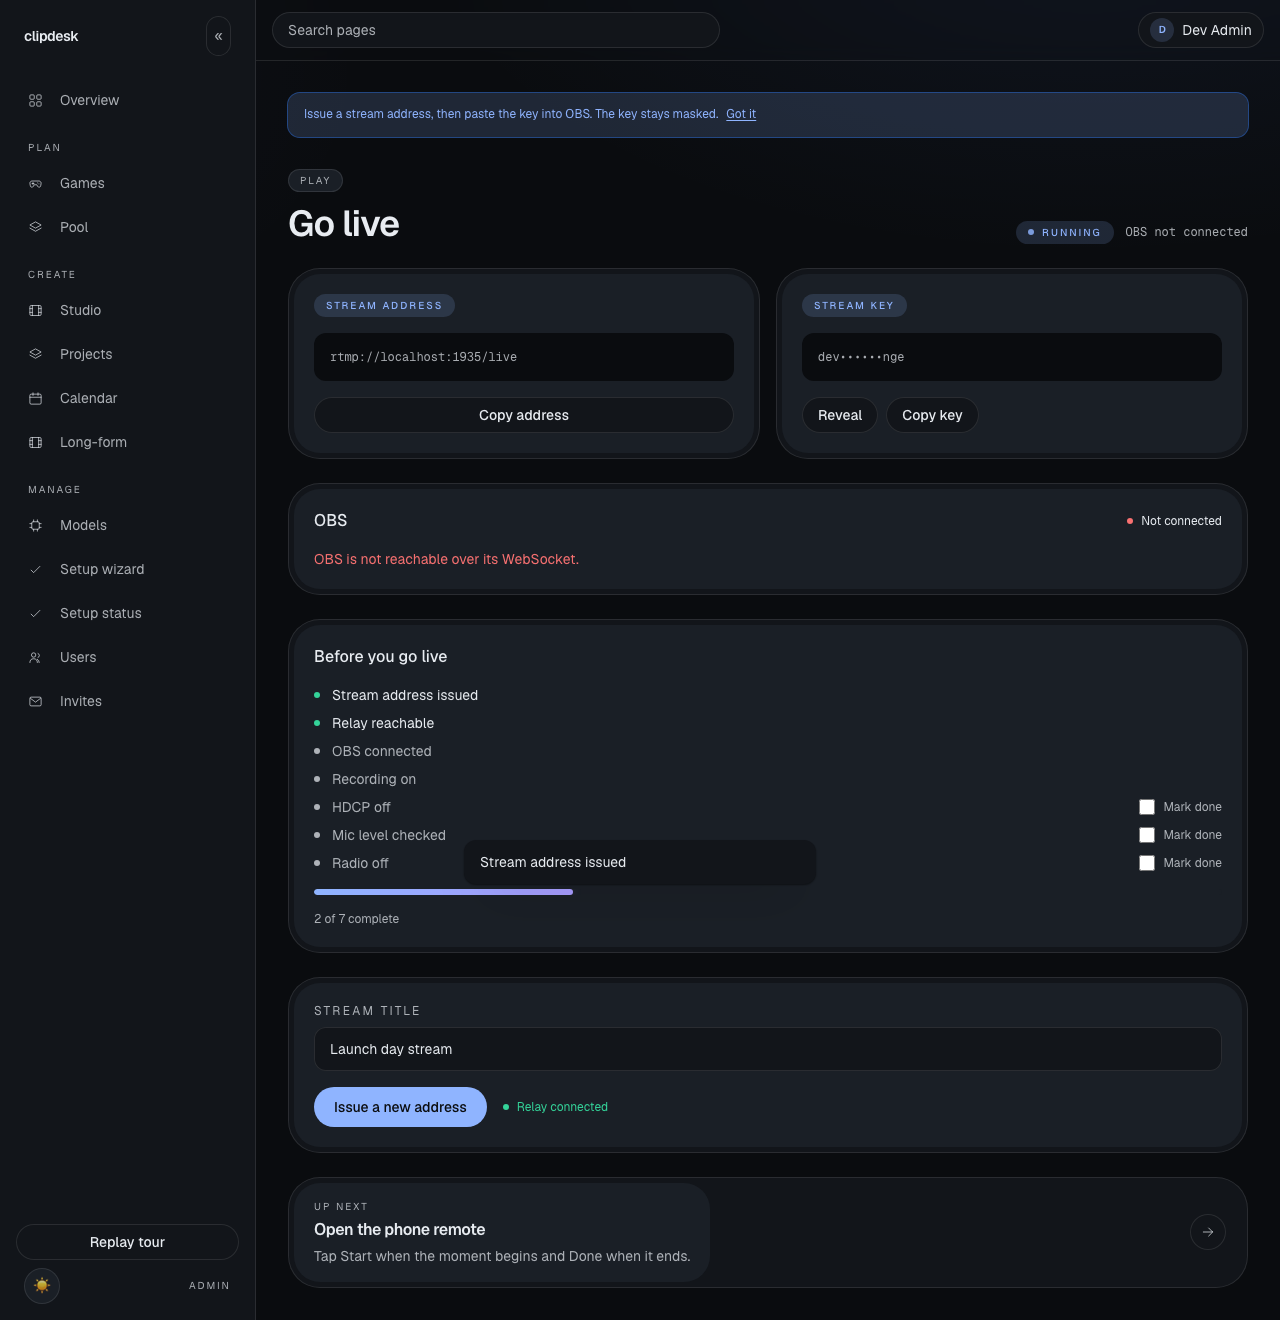 clipdesk
«
Search pages
D
Dev Admin
Overview
PLAN
Games
Pool
CREATE
Studio
Projects
Calendar
Long-form
MANAGE
Models
Setup wizard
Setup status
Users
Invites
Replay tour
ADMIN
Issue a stream address, then paste the key into OBS. The key stays masked. Got it
PLAY
Go live
RUNNING
OBS not connected
STREAM ADDRESS
rtmp://localhost:1935/live
Copy address
STREAM KEY
dev••••••nge
Reveal
Copy key
OBS
Not connected
OBS is not reachable over its WebSocket.
Before you go live
Stream address issued
Relay reachable
OBS connected
Recording on
HDCP off
Mark done
Mic level checked
Mark done
Radio off
Mark done
Stream address issued
2 of 7 complete
STREAM TITLE
Launch day stream
Issue a new address
Relay connected
UP NEXT
Open the phone remote
Tap Start when the moment begins and Done when it ends.